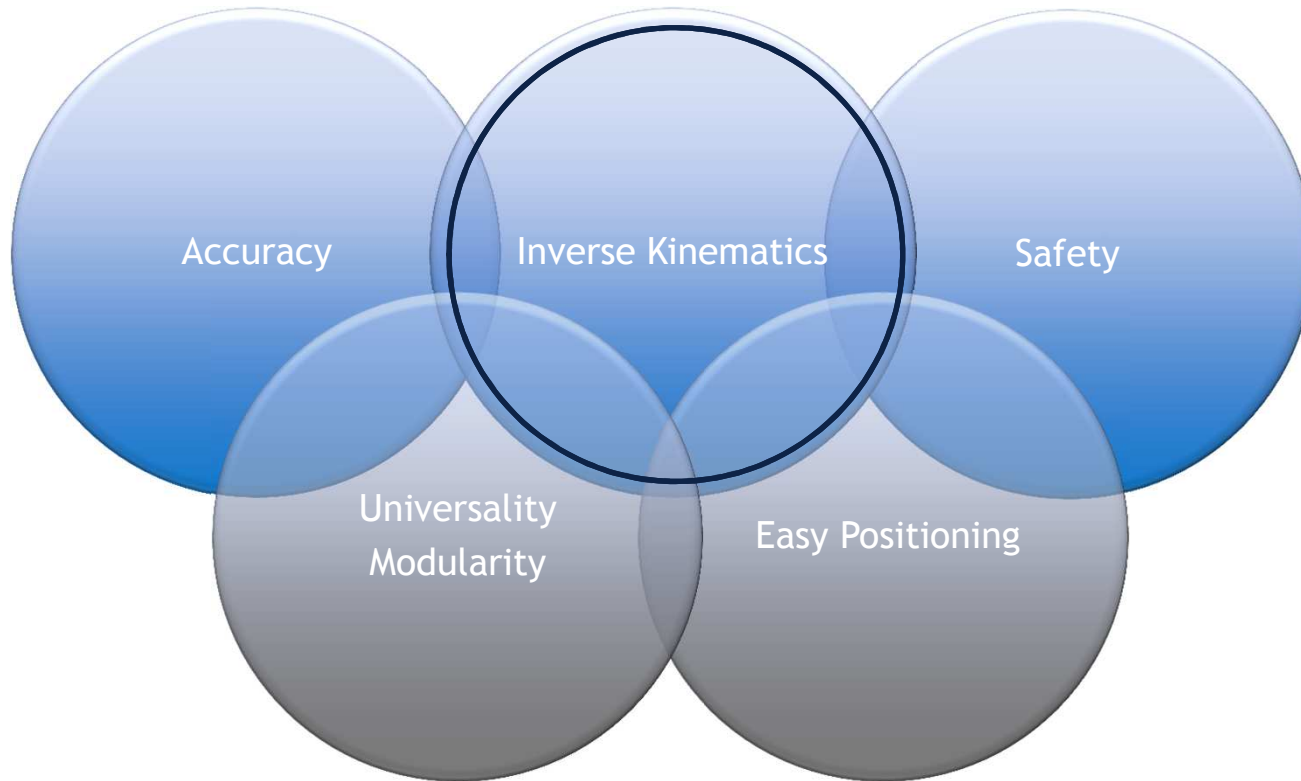 Accuracy
Inverse Kinematics
Safety
Universality
Modularity
Easy Positioning